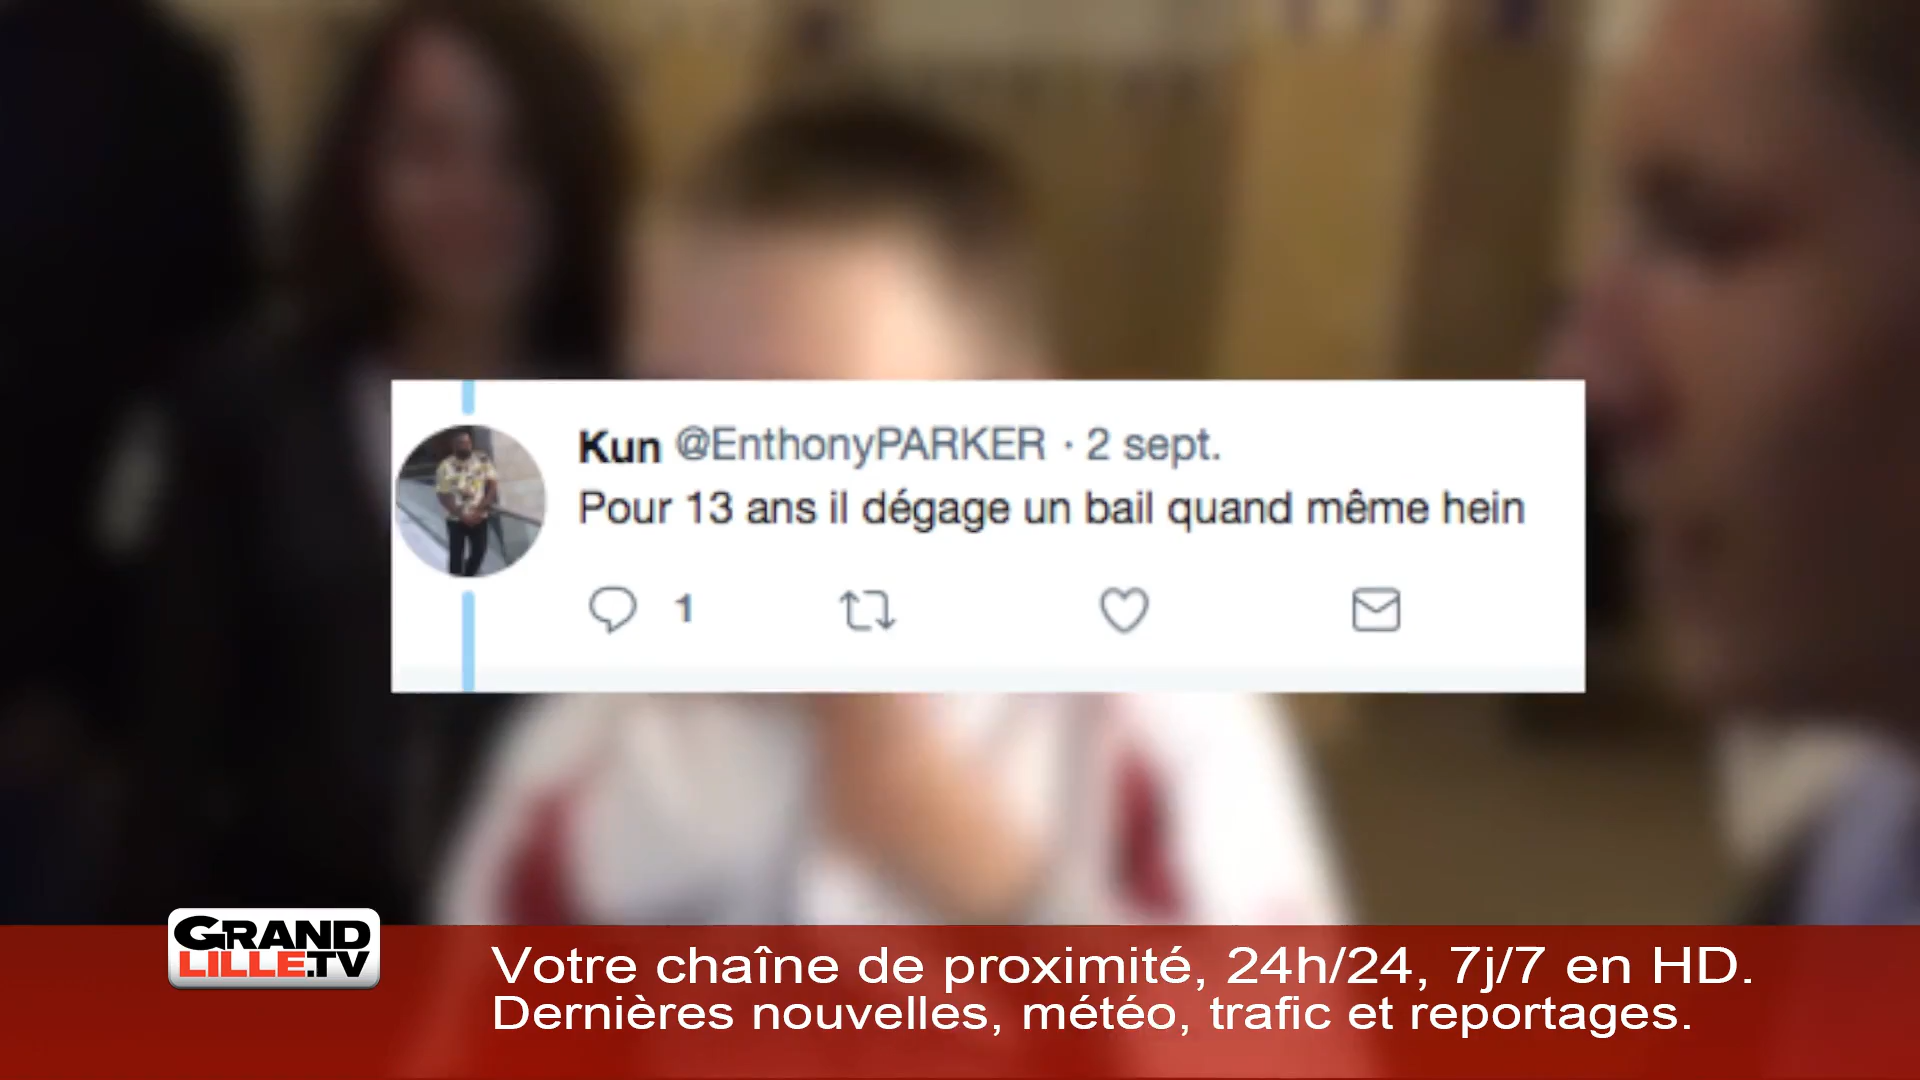 Kun @EnthonyPARKER · 2 sept.
Pour 13 ans il dégage un bail quand même hein
1
GRAND
LILLE.TV
Votre chaîne de proximité, 24h/24, 7j/7 en HD.
Dernières nouvelles, météo, trafic et reportages.